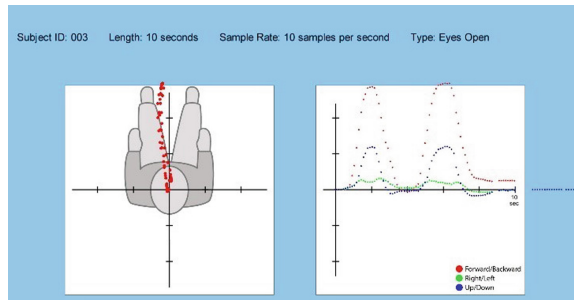 Subject ID: 003 Length: 10 seconds Sample Rate: 10 samples per second Type: Eyes Open
10
sec
Forward/Backward
Right/Left
Up/Down